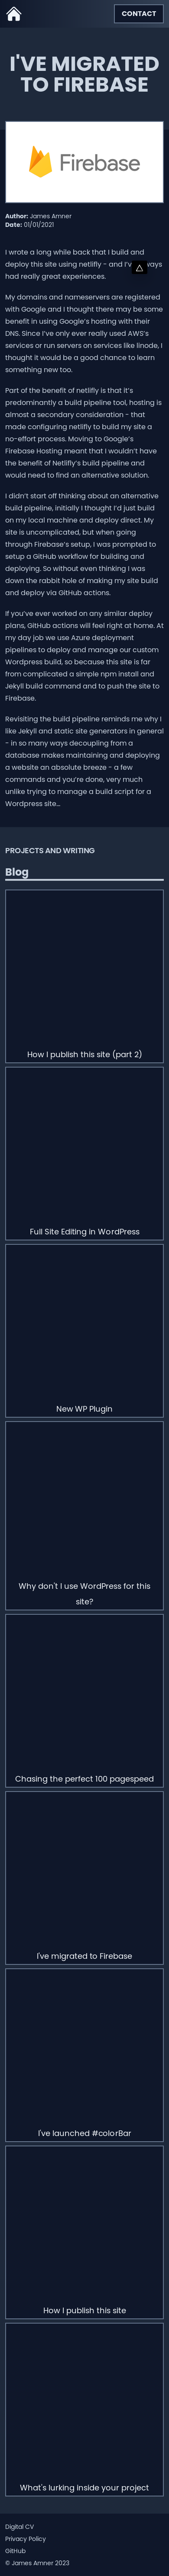 CONTACT
I'VE MIGRATED
TO FIREBASE
Firebase
Author: James Amner
Date: 01/01/2021
I wrote a long while back that I build and
deploy this site using netlify - and I've always
had really great experiences.
My domains and nameservers are registered
with Google and I thought there may be some
benefit in using Google's hosting with their
DNS. Since I've only ever really used AWS's
services or run servers on services like linode, I
thought it would be a good chance to learn
something new too.
Part of the benefit of netlify is that it's
predominantly a build pipeline tool, hosting is
almost a secondary consideration - that
made configuring netlify to build my site a
no-effort process. Moving to Google's
Firebase Hosting meant that I wouldn't have
the benefit of Netlifly's build pipeline and
would need to find an alternative solution.
I didn't start off thinking about an alternative
build pipeline, initially I thought I'd just build
on my local machine and deploy direct. My
site is uncomplicated, but when going
through Firebase's setup, I was prompted to
setup a GitHub workflow for building and
deploying. So without even thinking I was
down the rabbit hole of making my site build
and deploy via GitHub actions.
If you've ever worked on any similar deploy
plans, GitHub actions will feel right at home. At
my day job we use Azure deployment
pipelines to deploy and manage our custom
Wordpress build, so because this site is far
from complicated a simple npm install and
Jekyll build command and to push the site to
Firebase.
Revisiting the build pipeline reminds me why I
like Jekyll and static site generators in general
- in so many ways decoupling from a
database makes maintaining and deploying
a website an absolute breeze - a few
commands and you're done, very much
unlike trying to manage a build script for a
Wordpress site...
PROJECTS AND WRITING
Blog
How I publish this site (part 2)
Full Site Editing in WordPress
New WP Plugin
Why don't I use WordPress for this
site?
Chasing the perfect 100 pagespeed
I've migrated to Firebase
I've launched #colorBar
How I publish this site
What's lurking inside your project
Digital CV
Privacy Policy
GitHub
© James Amner 2023